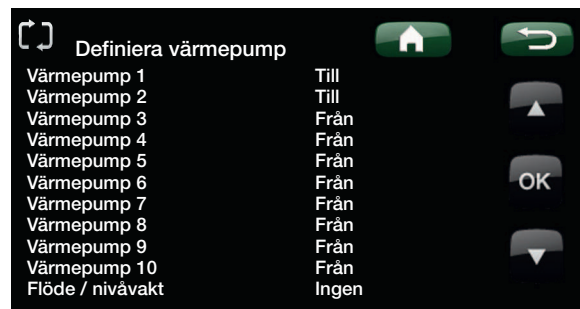 Definiera värmepump
Värmepump 1 Till
Värmepump 2 Till
Värmepump 3 Från
Värmepump 4 Från
Värmepump 5 Från
Värmepump 6 Från
Värmepump 7 Från
Värmepump 8 Från
Värmepump 9 Från
Värmepump 10 Från
Flöde / nivåvakt Ingen
OK